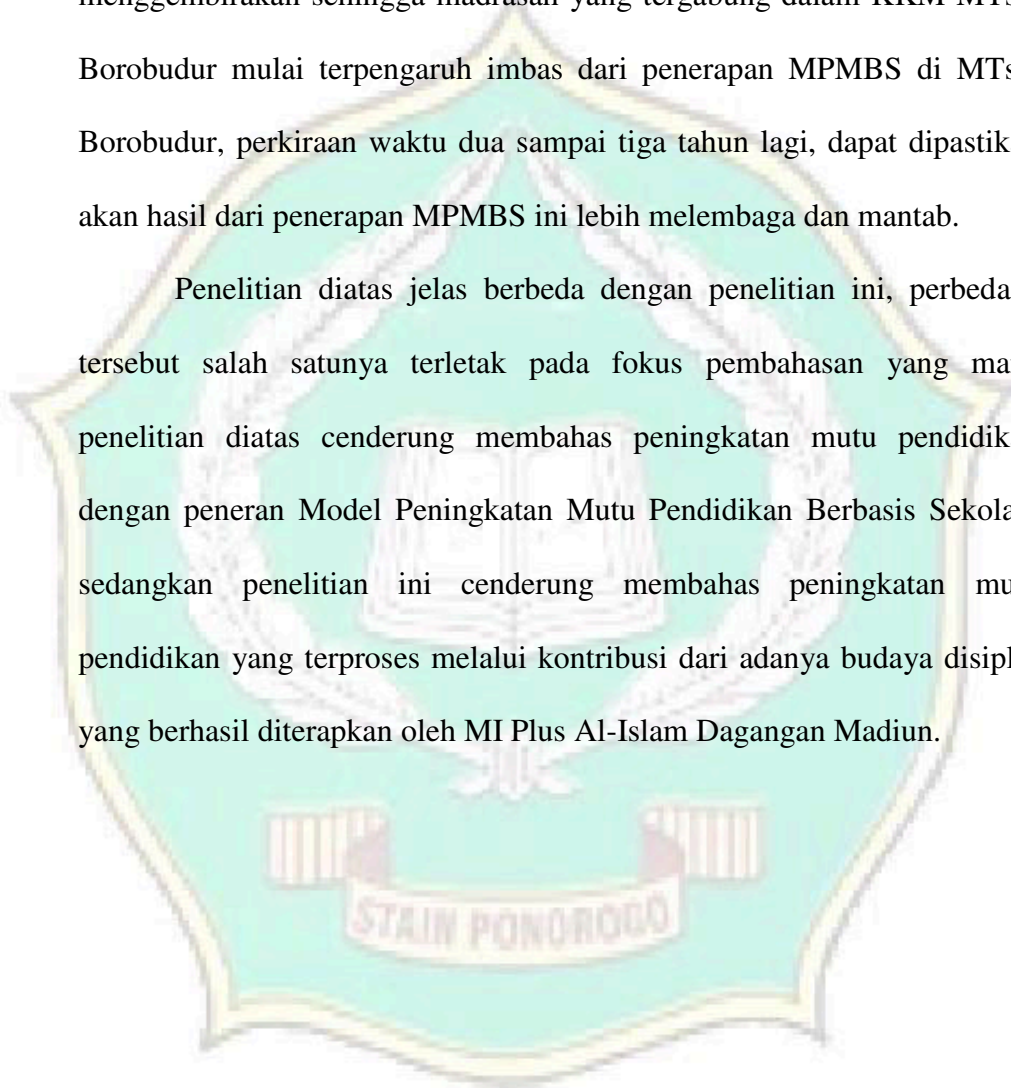 menggembirakan sehingga madrasah yang tergabung dalam KKM MTs
Borobudur mulai terpengaruh imbas dari penerapan MPMBS di MTs
Borobudur, perkiraan waktu dua sampai tiga tahun lagi, dapat dipastik
akan hasil dari penerapan MPMBS ini lebih melembaga dan mantab.
Penelitian diatas jelas berbeda dengan penelitian ini, perbeda
tersebut salah satunya terletak pada fokus pembahasan yang ma
penelitian diatas cenderung membahas peningkatan mutu pendidik
dengan peneran Model Peningkatan Mutu Pendidikan Berbasis Sekola
sedangkan penelitian ini cenderung membahas peningkatan mu
pendidikan yang terproses melalui kontribusi dari adanya budaya disipl
yang berhasil diterapkan oleh MI Plus Al-Islam Dagangan Madiun.
STAIN PONOROGO